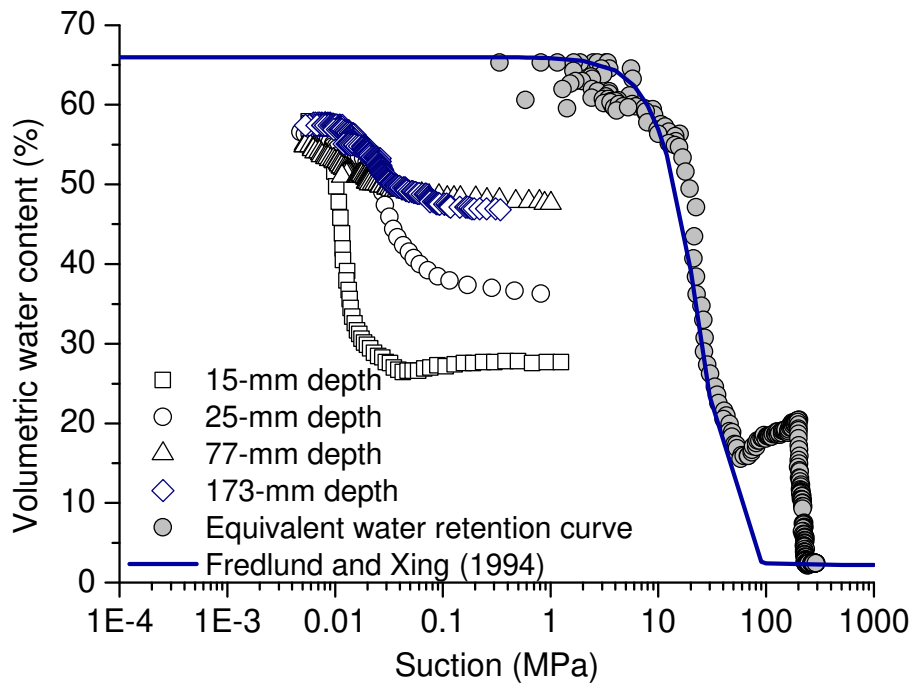 70
60
50
40
30
20
10
0
Volumetric water content (%)
15-mm depth
25-mm depth
77-mm depth
173-mm depth
Equivalent water retention curve
Fredlund and Xing (1994)
1E-4 1E-3 0.01 0.1 1 10 100 1000
Suction (MPa)